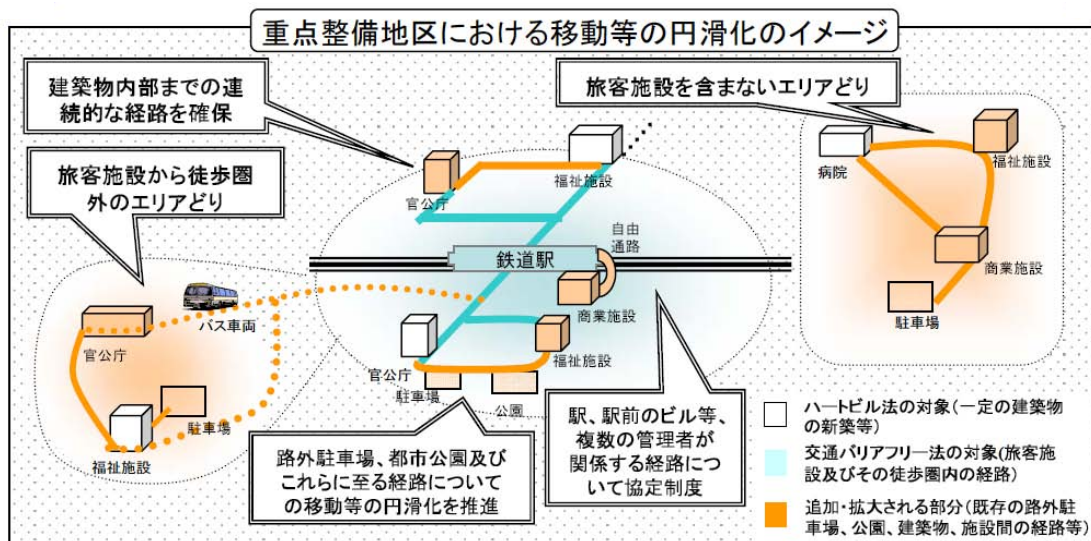 重点整備地区における移動等の円滑化のイメージ
建築物内部までの連
続的な経路を確保
旅客施設を含まないエリアどり
旅客施設から徒歩圏
外のエリアどり
官公庁
福祉施設
自由
通路
鉄道駅
商業施設
官公庁
駐車場
公園
福祉施設
病院
福祉施設
商業施設
駐車場
バス車両
官公庁
駐車場
福祉施設
路外駐車場、都市公園及び
これらに至る経路について
の移動等の円滑化を推進
駅、駅前のビル等、
複数の管理者が
関係する経路につ
いて協定制度
ハートビル法の対象(一定の建築物
の新築等)
交通バリアフリー法の対象(旅客施
設及びその徒歩圏内の経路)
追加・拡大される部分(既存の路外駐
車場、公園、建築物、施設間の経路等)